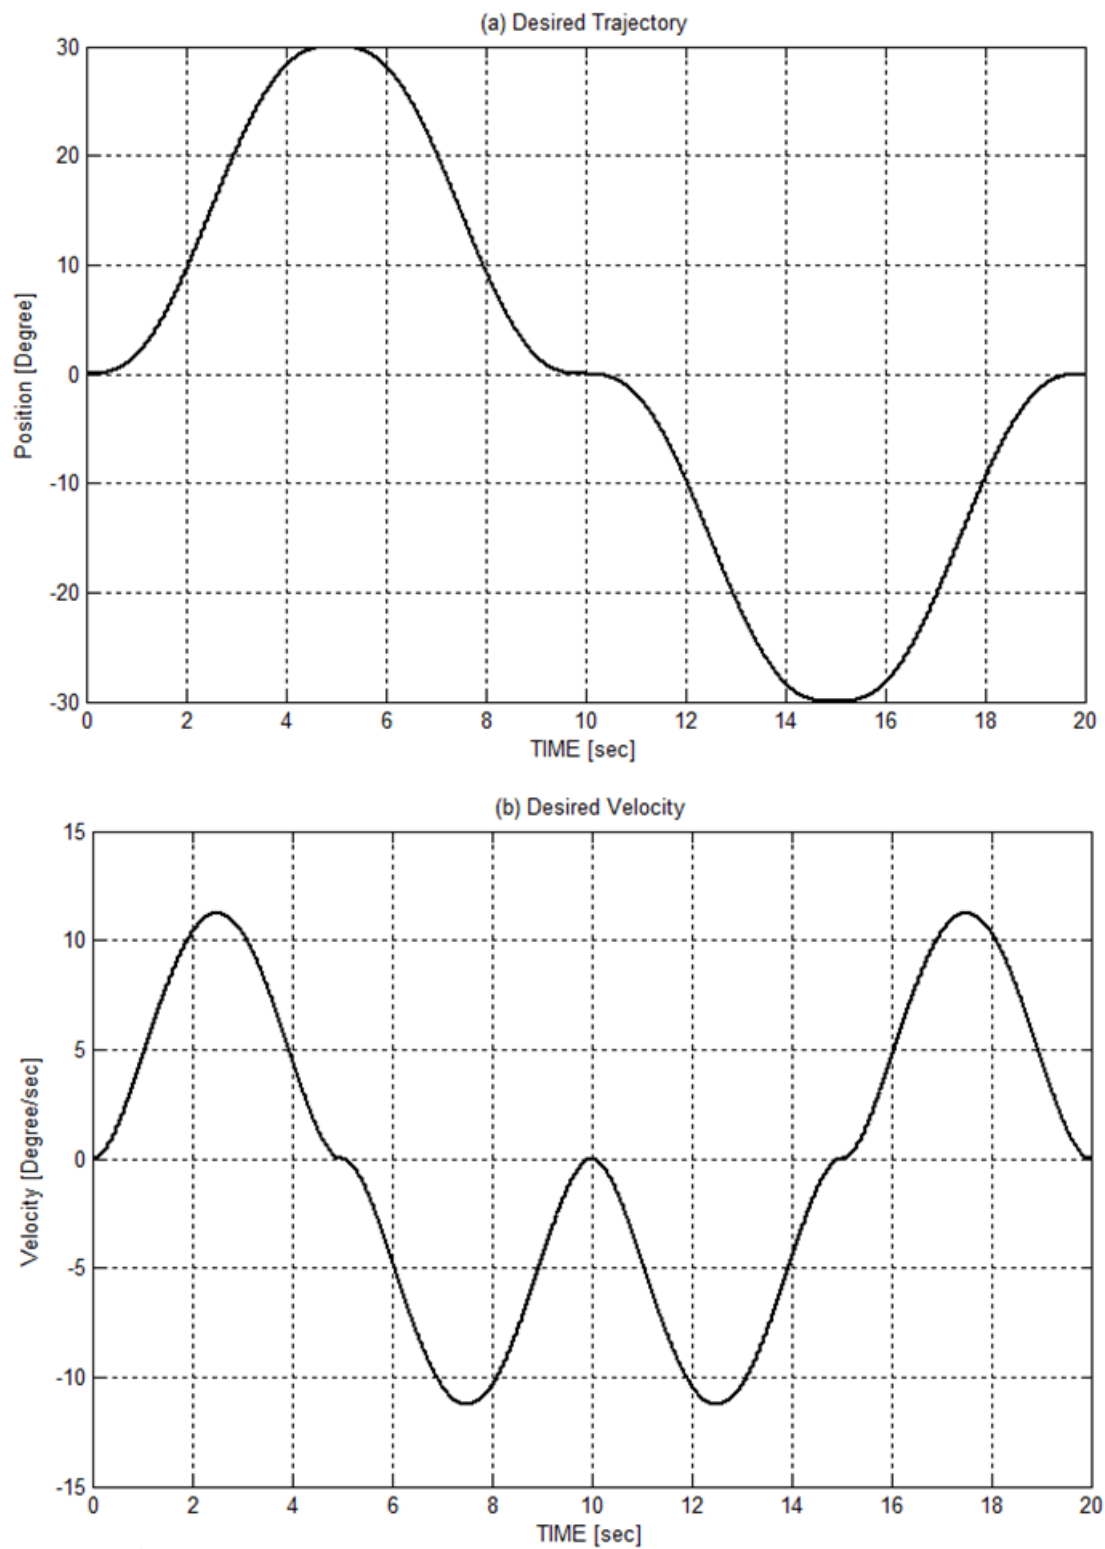 (a) Desired Trajectory
30
20
10
0
-10
-20
-30
Position [Degree]
0 2 4 6 8 10 12 14 16 18 20
TIME [sec]
(b) Desired Velocity
15
10
5
0
-5
-10
-15
Velocity [Degree/sec]
0 2 4 6 8 10 12 14 16 18 20
TIME [sec]